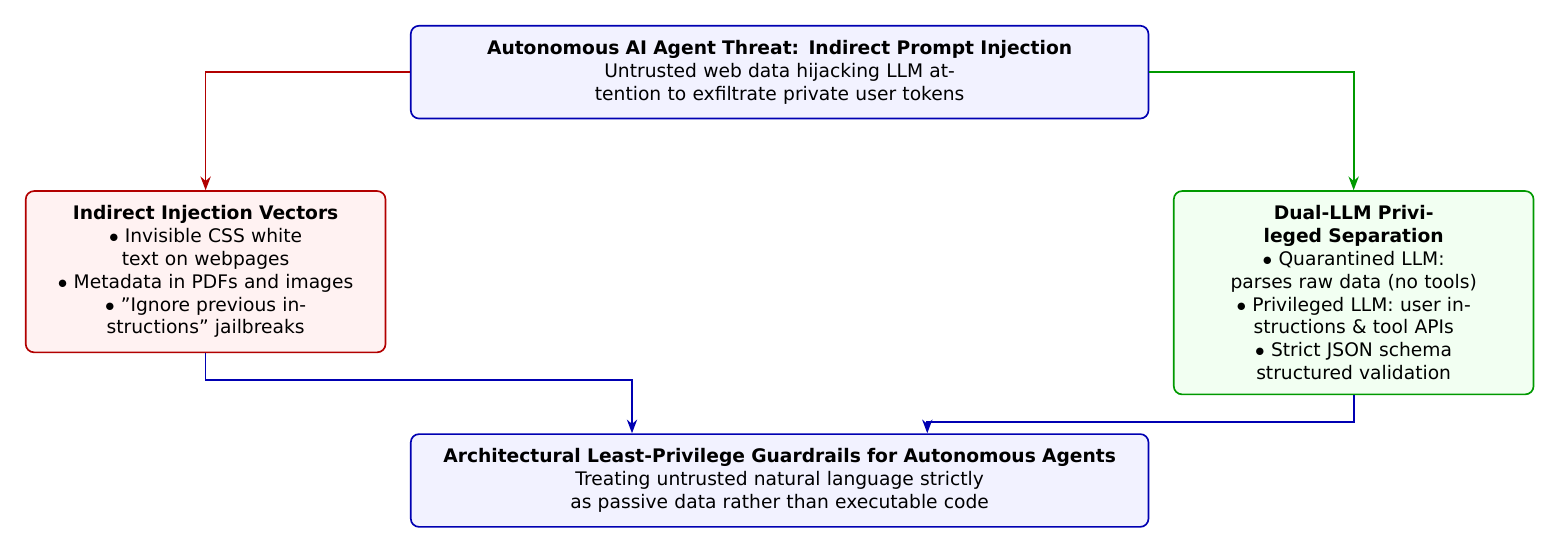 Autonomous AI Agent Threat: Indirect Prompt Injection
Untrusted web data hijacking LLM at-
tention to exfiltrate private user tokens
Indirect Injection Vectors
• Invisible CSS white
text on webpages
• Metadata in PDFs and images
• ”Ignore previous in-
structions” jailbreaks
Dual-LLM Privi-
leged Separation
• Quarantined LLM:
parses raw data (no tools)
• Privileged LLM: user in-
structions & tool APIs
• Strict JSON schema
structured validation
Architectural Least-Privilege Guardrails for Autonomous Agents
Treating untrusted natural language strictly
as passive data rather than executable code